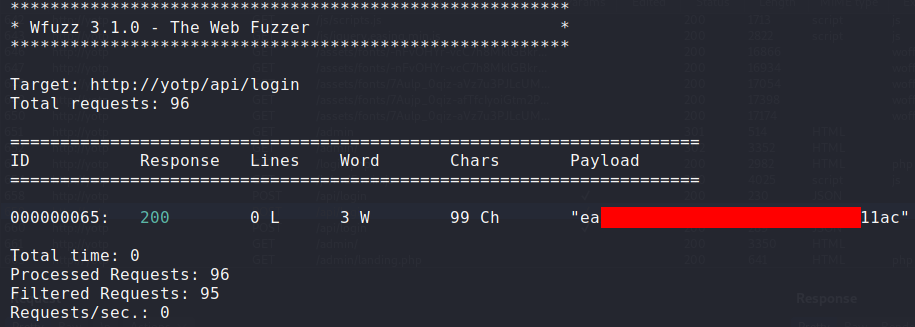 ********************************************************
* Wfuzz 3.1.0 - The Web Fuzzer                         *
********************************************************
Target: http://yotp/api/login
Total requests: 96
=====================================================================
ID           Response   Lines    Word       Chars       Payload
=====================================================================
000000065:   200        0 L      3 W        99 Ch       "ea 11ac"
Total time: 0
Processed Requests: 96
Filtered Requests: 95
Requests/sec.: 0
Response